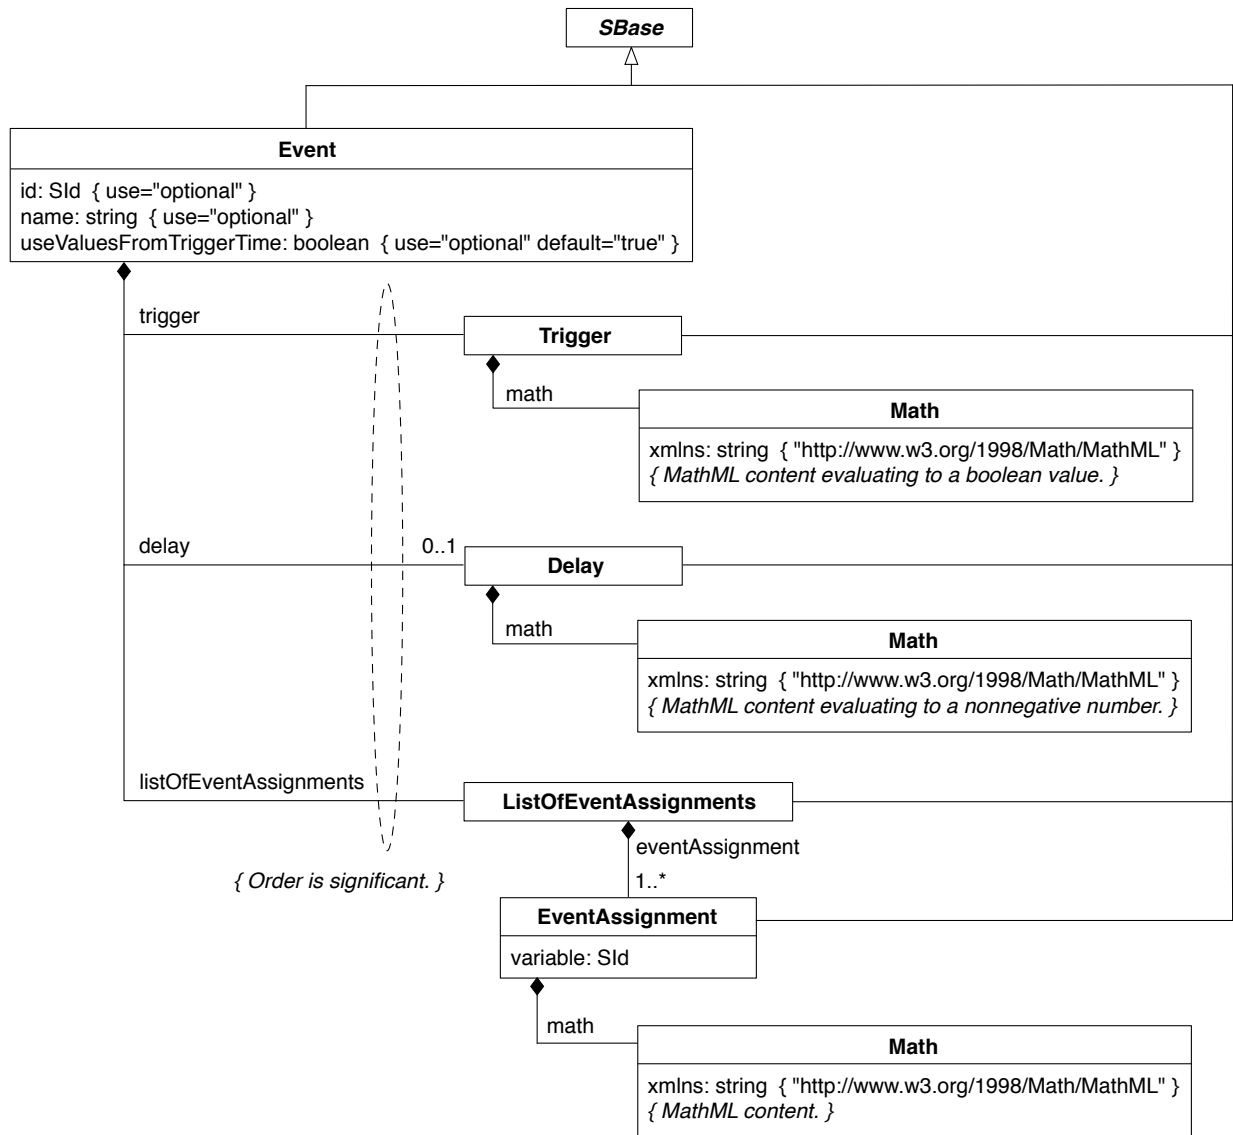 SBase
Event
id: SId { use="optional" }
name: string { use="optional" }
useValuesFromTriggerTime: boolean { use="optional" default="true" }
trigger
Trigger
math
Math
xmlns: string { "http://www.w3.org/1998/Math/MathML" }
{ MathML content evaluating to a boolean value. }
delay
0..1
Delay
math
Math
xmlns: string { "http://www.w3.org/1998/Math/MathML" }
{ MathML content evaluating to a nonnegative number. }
listOfEventAssignments
ListOfEventAssignments
eventAssignment
{ Order is significant. }
1..*
EventAssignment
variable: SId
math
Math
xmlns: string { "http://www.w3.org/1998/Math/MathML" }
{ MathML content. }